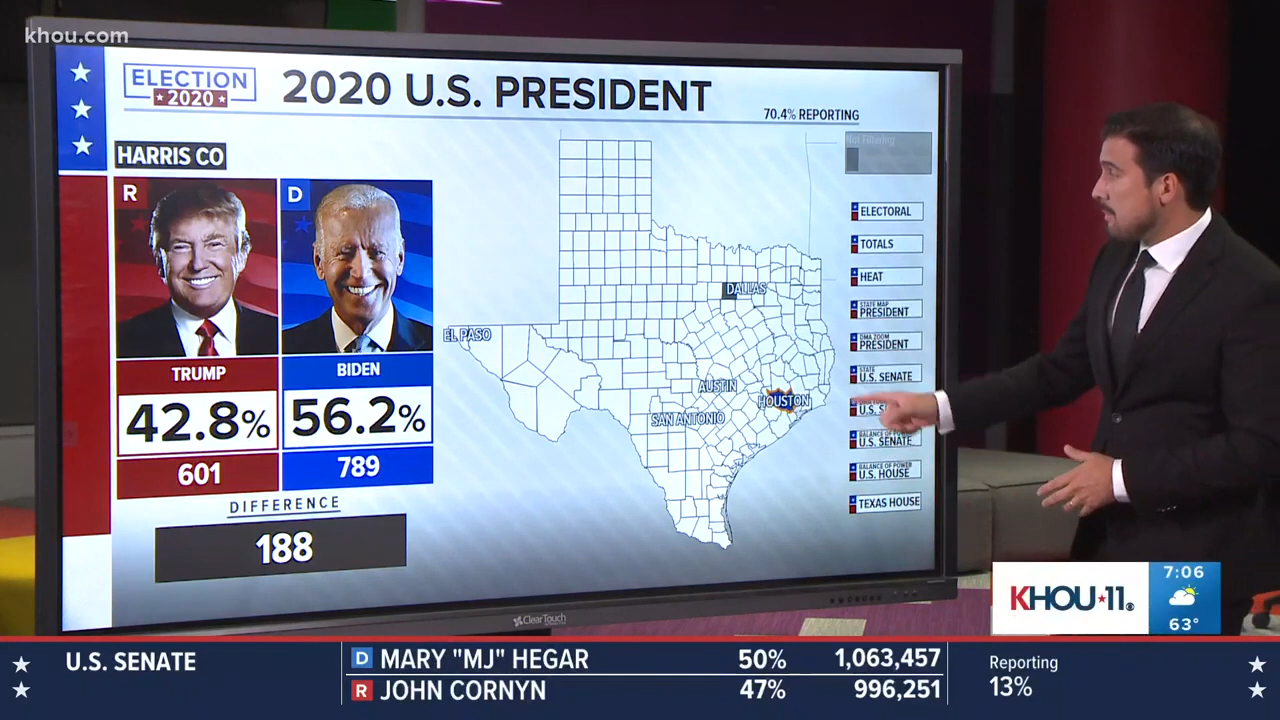 khou.com
ELECTION
2020
2020 U.S. PRESIDENT
70.4% REPORTING
Not Filtering
HARRIS CO
R
D
TRUMP
BIDEN
42.8%
56.2%
601
789
DIFFERENCE
188
DALLAS
EL PASO
AUSTIN
HOUSTON
SAN ANTONIO
ELECTORAL
TOTALS
HEAT
STATE MAP
PRESIDENT
DMA ZOOM
PRESIDENT
STATE
U.S. SENATE
U.S.
BALANCE OF POWER
U.S. SENATE
BALANCE OF POWER
U.S. HOUSE
TEXAS HOUSE
ClearTouch
KHOU★11
7:06
63°
U.S. SENATE
D MARY "MJ" HEGAR 50% 1,063,457
R JOHN CORNYN 47% 996,251
Reporting
13%